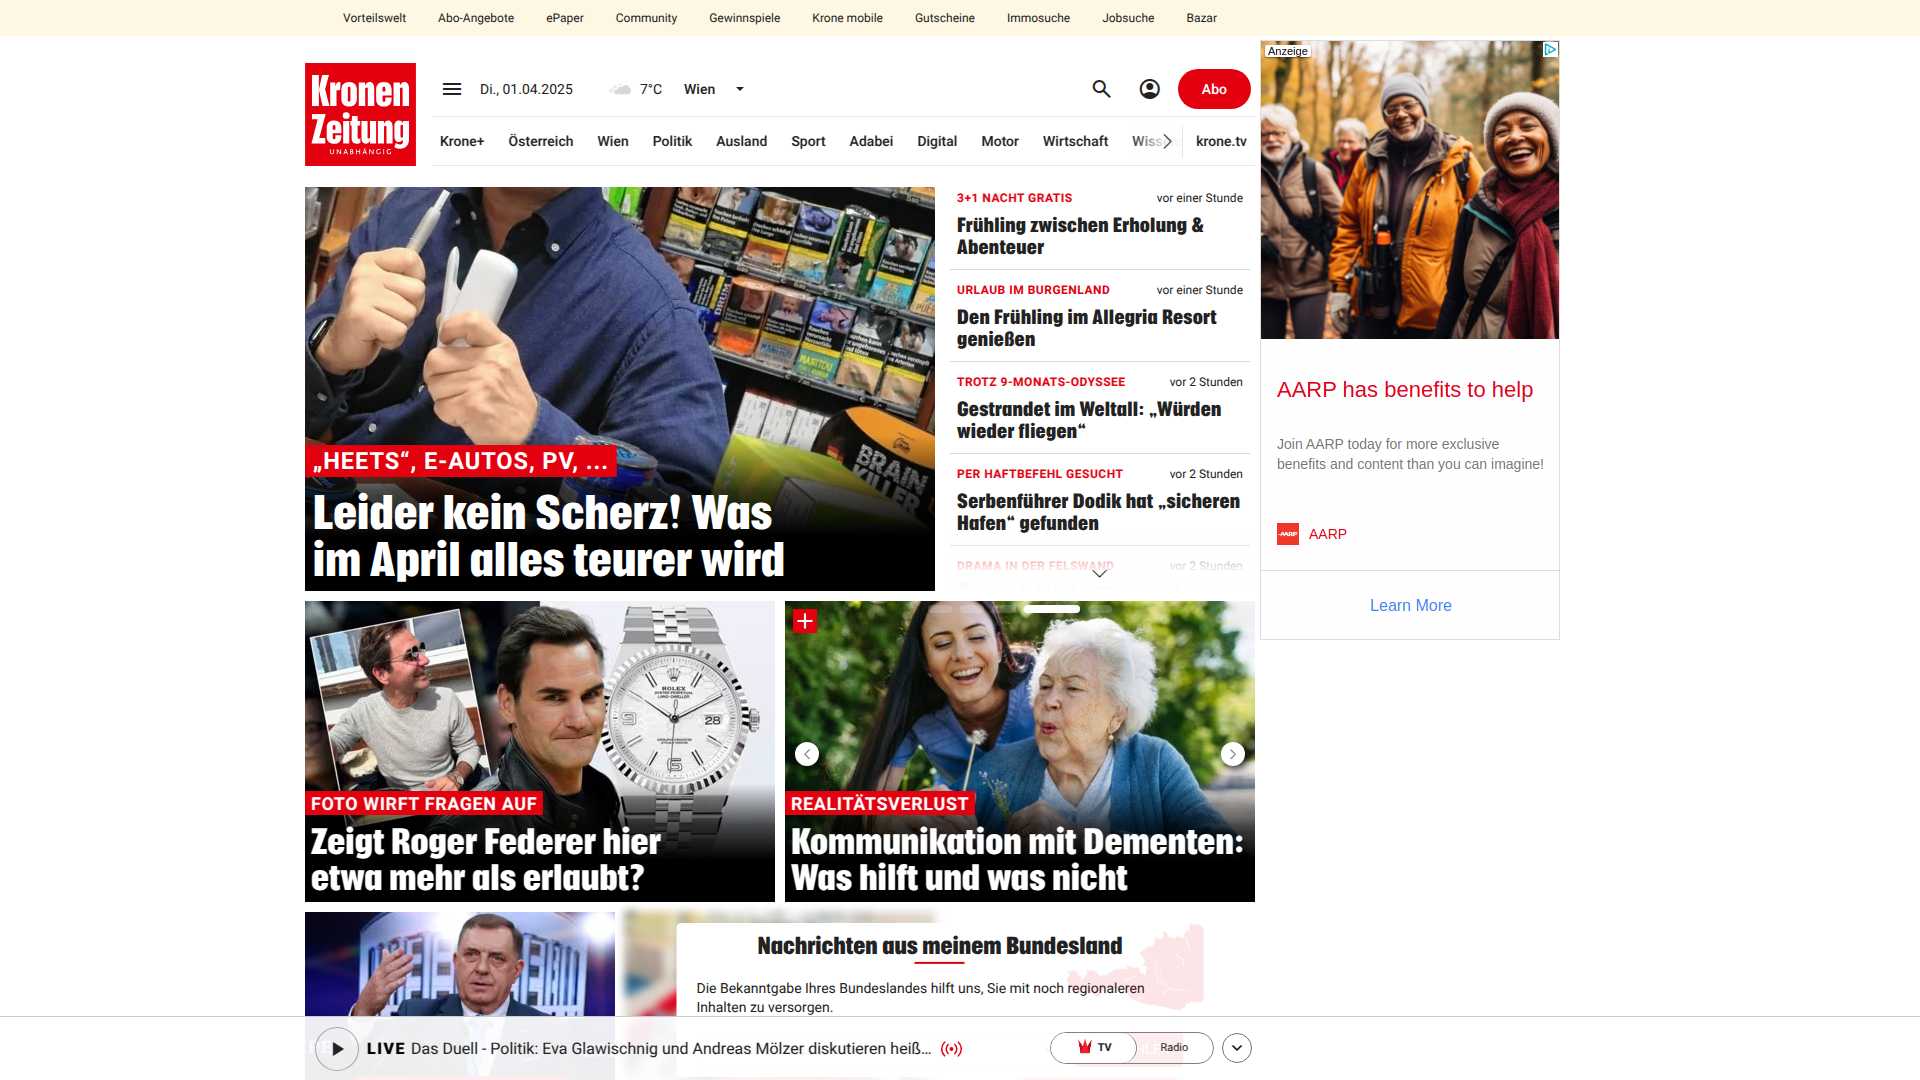 Vorteilswelt Abo-Angebote ePaper Community Gewinnspiele Krone mobile Gutscheine Immosuche Jobsuche Bazar
Kronen
Zeitung
UNABHÄNGIG
Di., 01.04.2025 7°C Wien
Abo
Krone+ Österreich Wien Politik Ausland Sport Adabei Digital Motor Wirtschaft Wiss krone.tv
BRAIN
KILLER
„HEETS“, E-AUTOS, PV, ...
Leider kein Scherz! Was
im April alles teurer wird
3+1 NACHT GRATIS vor einer Stunde
Frühling zwischen Erholung &
Abenteuer
URLAUB IM BURGENLAND vor einer Stunde
Den Frühling im Allegria Resort
genießen
TROTZ 9-MONATS-ODYSSEE vor 2 Stunden
Gestrandet im Weltall: „Würden
wieder fliegen“
PER HAFTBEFEHL GESUCHT vor 2 Stunden
Serbenführer Dodik hat „sicheren
Hafen“ gefunden
DRAMA IN DER FELSWAND vor 2 Stunden
Anzeige
AARP has benefits to help
Join AARP today for more exclusive
benefits and content than you can imagine!
AARP
AARP
Learn More
ROLEX
28
FOTO WIRFT FRAGEN AUF
Zeigt Roger Federer hier
etwa mehr als erlaubt?
REALITÄTSVERLUST
Kommunikation mit Dementen:
Was hilft und was nicht
Nachrichten aus meinem Bundesland
Die Bekanntgabe Ihres Bundeslandes hilft uns, Sie mit noch regionaleren
Inhalten zu versorgen.
LIVE Das Duell - Politik: Eva Glawischnig und Andreas Mölzer diskutieren heiß...
TV Radio